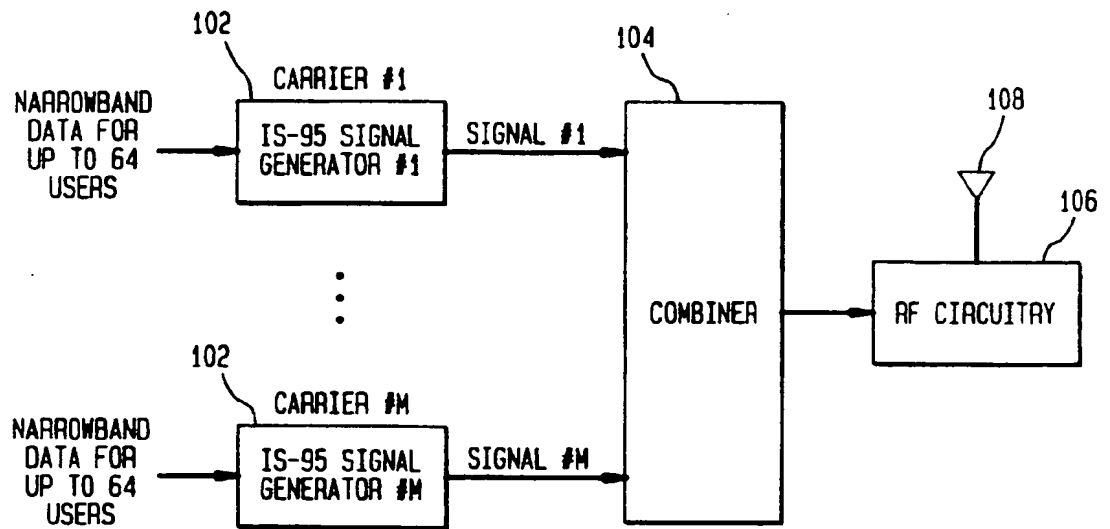 102
CARRIER #1
NARROWBAND
DATA FOR
UP TO 64
USERS
IS-95 SIGNAL
GENERATOR #1
SIGNAL #1
104
COMBINER
108
106
RF CIRCUITRY
102
CARRIER #M
NARROWBAND
DATA FOR
UP TO 64
USERS
IS-95 SIGNAL
GENERATOR #M
SIGNAL #M